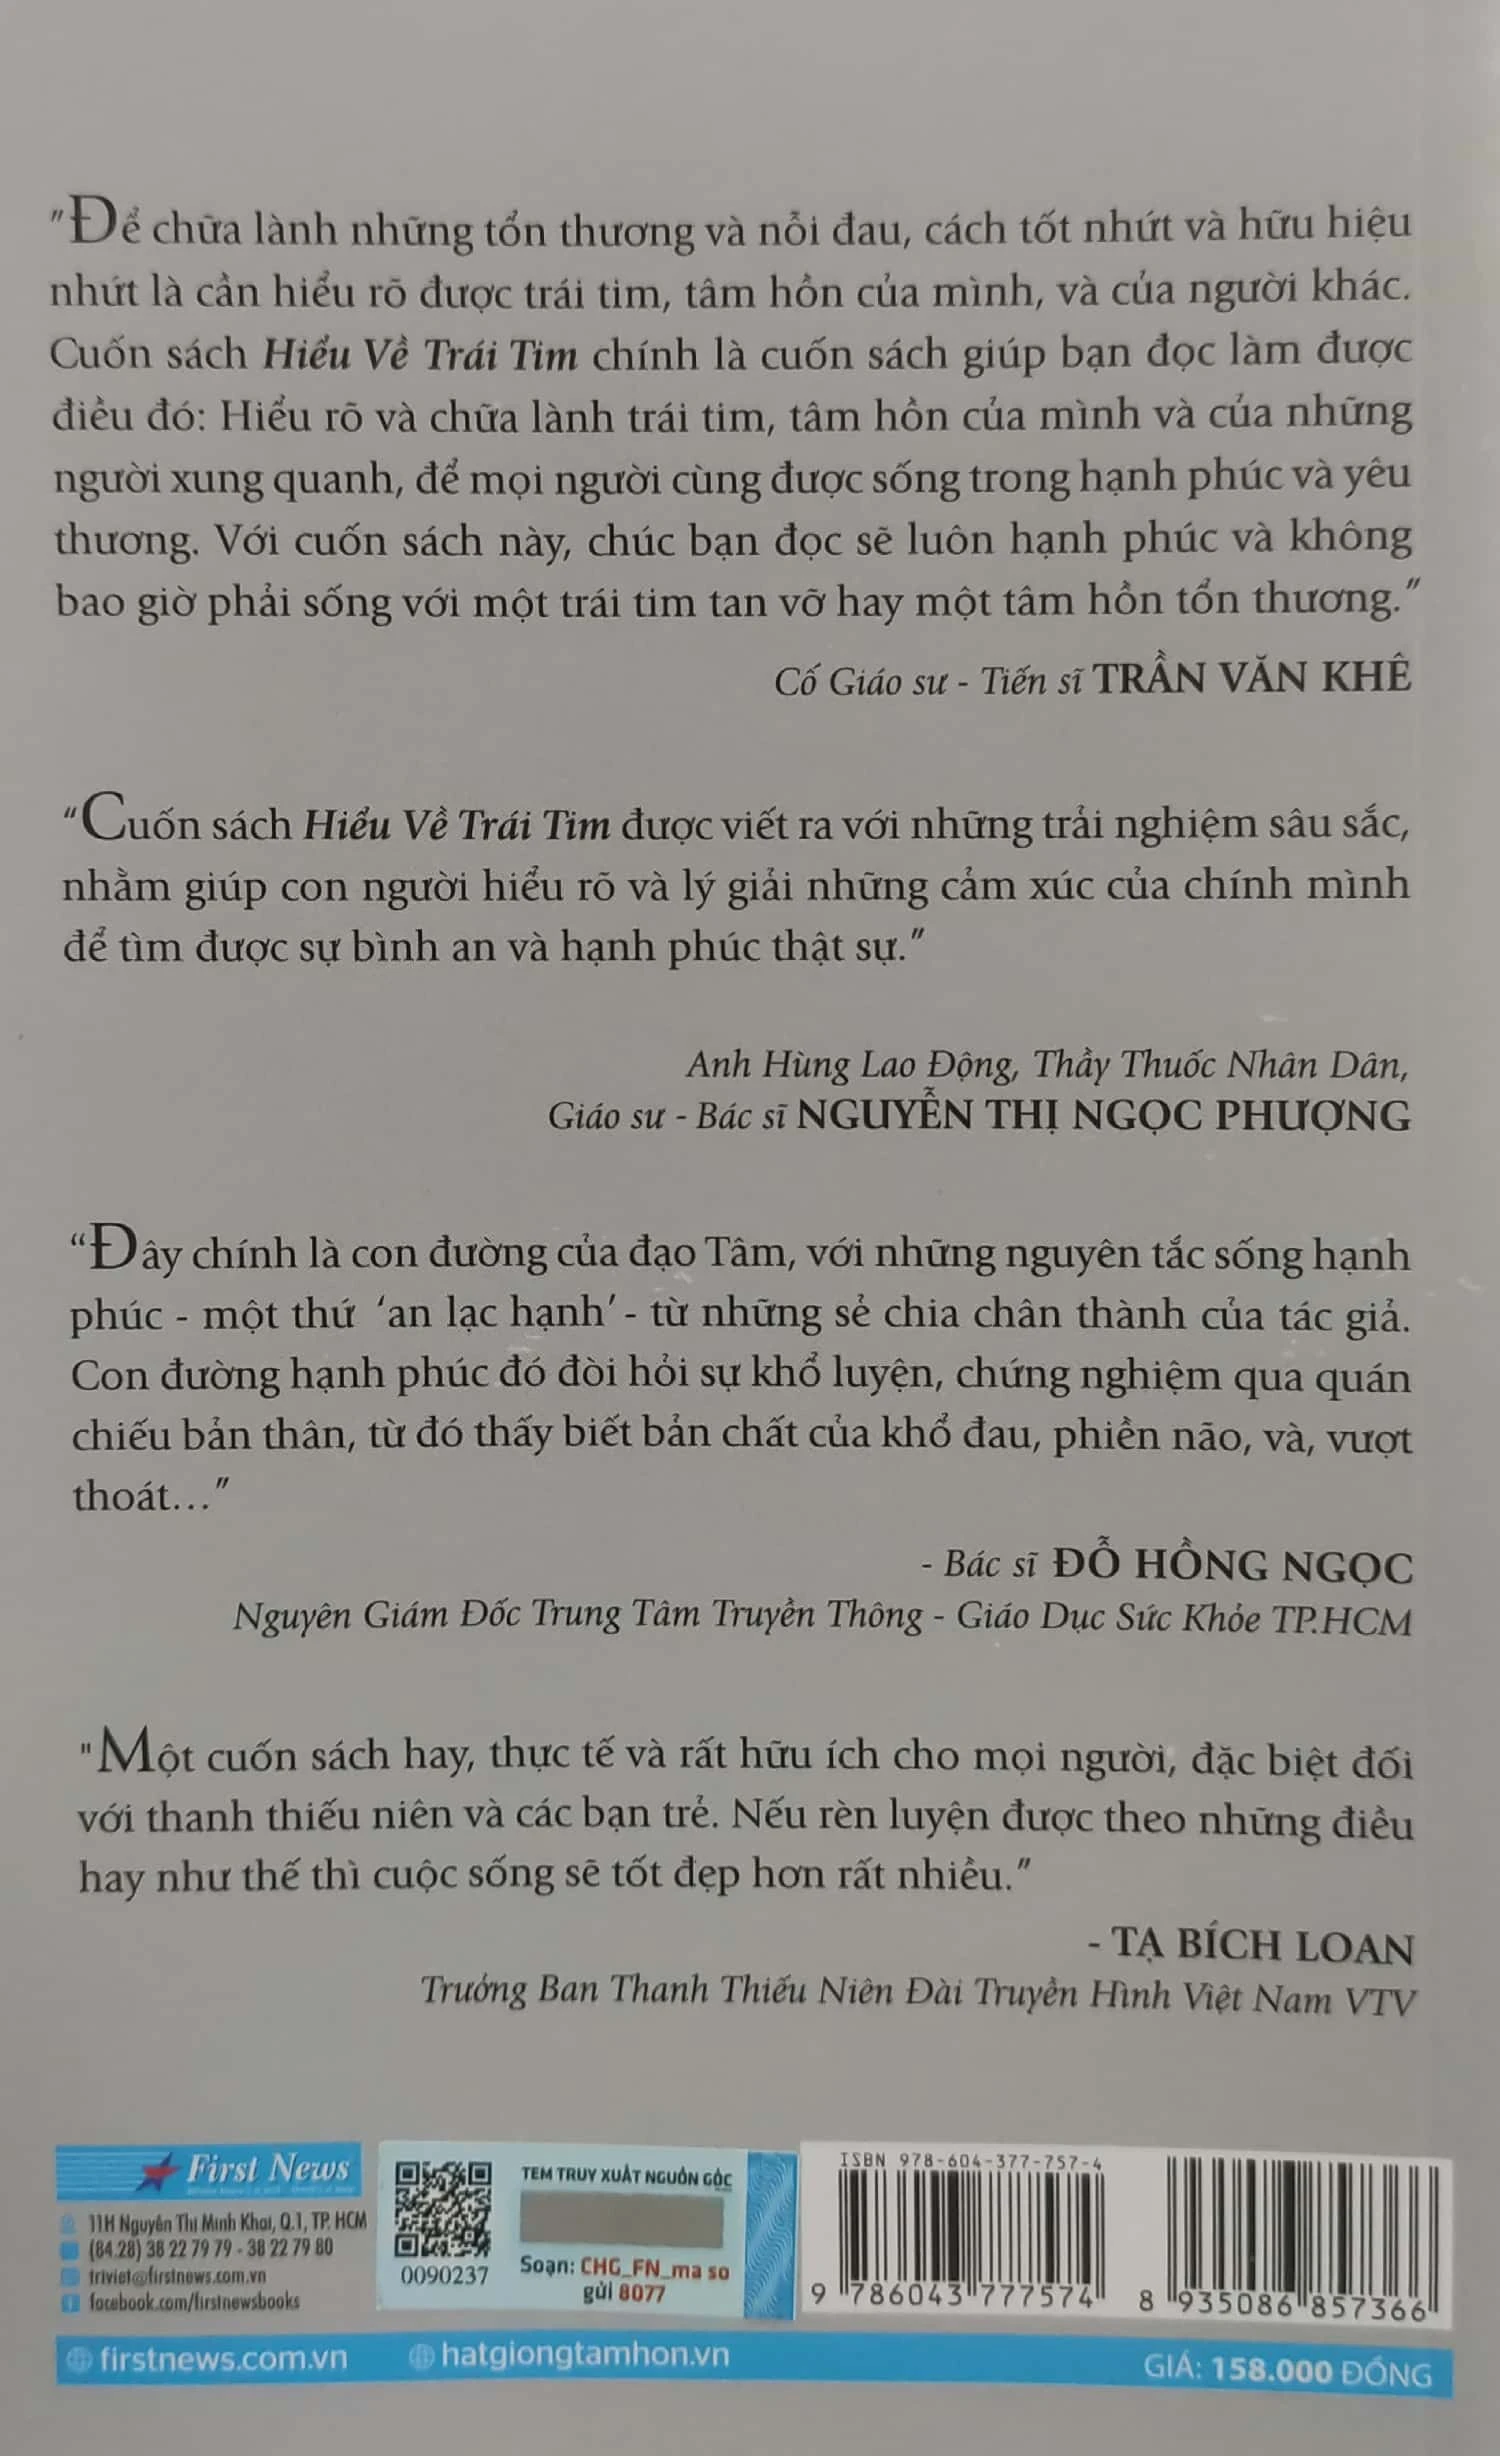 "Để chữa lành những tổn thương và nỗi đau, cách tốt nhứt và hữu hiệu
nhứt là cần hiểu rõ được trái tim, tâm hồn của mình, và của người khác.
Cuốn sách Hiểu Về Trái Tim chính là cuốn sách giúp bạn đọc làm được
điều đó: Hiểu rõ và chữa lành trái tim, tâm hồn của mình và của những
người xung quanh, để mọi người cùng được sống trong hạnh phúc và yêu
thương. Với cuốn sách này, chúc bạn đọc sẽ luôn hạnh phúc và không
bao giờ phải sống với một trái tim tan vỡ hay một tâm hồn tổn thương."
Cố Giáo sư - Tiến sĩ TRẦN VĂN KHÊ
"Cuốn sách Hiểu Về Trái Tim được viết ra với những trải nghiệm sâu sắc,
nhằm giúp con người hiểu rõ và lý giải những cảm xúc của chính mình
để tìm được sự bình an và hạnh phúc thật sự."
Anh Hùng Lao Động, Thầy Thuốc Nhân Dân,
Giáo sư - Bác sĩ NGUYỄN THỊ NGỌC PHƯỢNG
"Đây chính là con đường của đạo Tâm, với những nguyên tắc sống hạnh
phúc - một thứ 'an lạc hạnh' - từ những sẻ chia chân thành của tác giả.
Con đường hạnh phúc đó đòi hỏi sự khổ luyện, chứng nghiệm qua quán
chiếu bản thân, từ đó thấy biết bản chất của khổ đau, phiền não, và, vượt
thoát..."
- Bác sĩ ĐỖ HỒNG NGỌC
Nguyên Giám Đốc Trung Tâm Truyền Thông - Giáo Dục Sức Khỏe TP.HCM
"Một cuốn sách hay, thực tế và rất hữu ích cho mọi người, đặc biệt đối
với thanh thiếu niên và các bạn trẻ. Nếu rèn luyện được theo những điều
hay như thế thì cuộc sống sẽ tốt đẹp hơn rất nhiều."
- TẠ BÍCH LOAN
Trưởng Ban Thanh Thiếu Niên Đài Truyền Hình Việt Nam VTV
First News
11H Nguyễn Thị Minh Khai, Q.1, TP. HCM
(84.28) 38 22 79 79 - 38 22 79 80
triviet@firstnews.com.vn
facebook.com/firstnewsbooks
0090237
TEM TRUY XUẤT NGUỒN GỐC
Soạn: CHG_FN_ma so
gửi 8077
ISBN 978-604-377-757-4
9 786043 777574
8 935086 857366
firstnews.com.vn
hatgiongtamhon.vn
GIÁ: 158.000 ĐỒNG